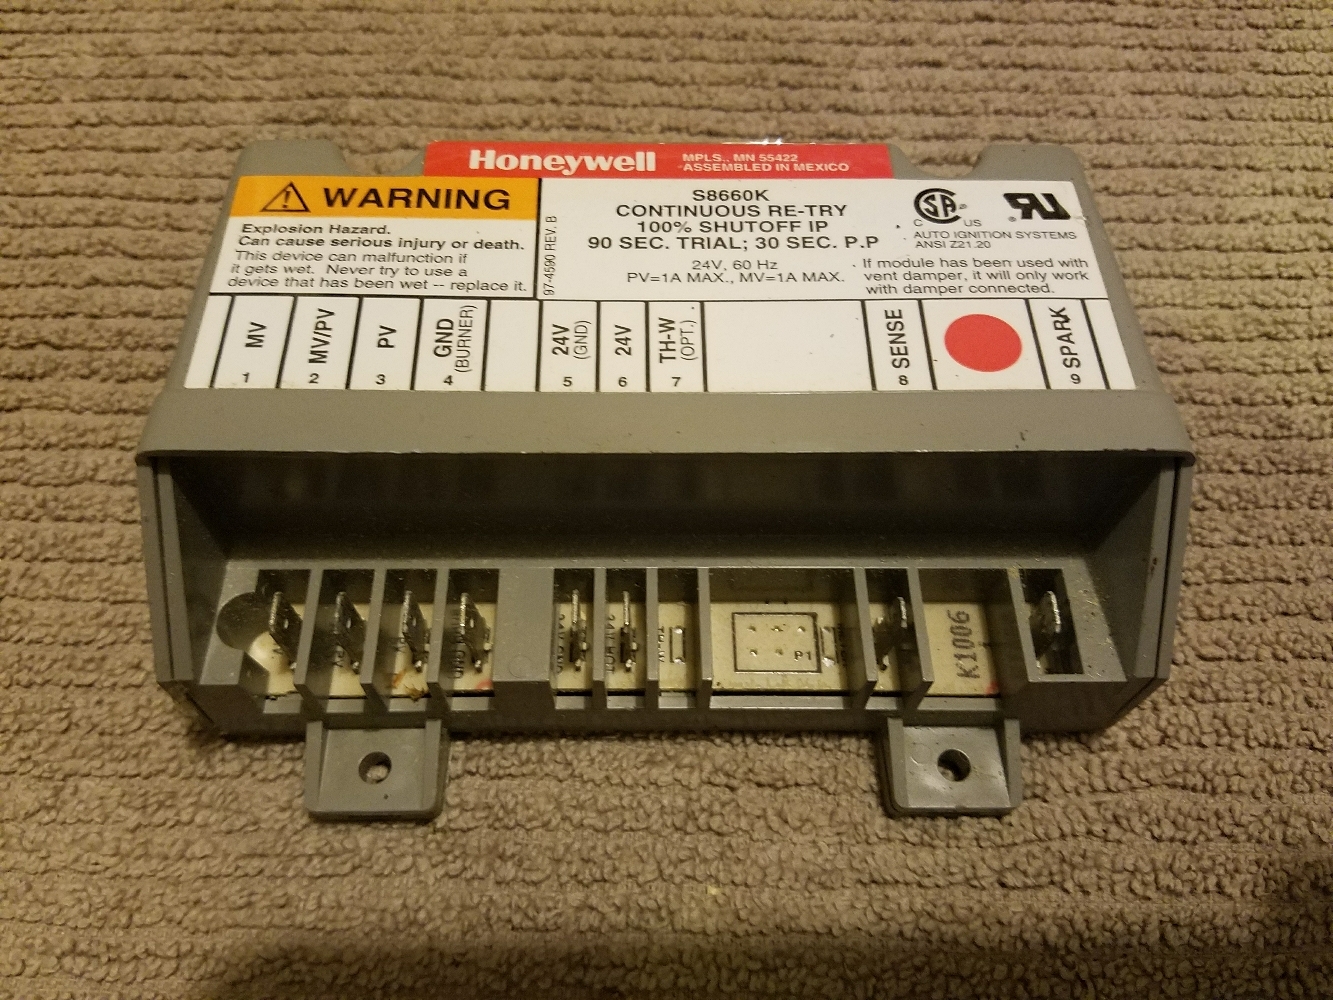 Honeywell MPLS., MN 55422
ASSEMBLED IN MEXICO
WARNING
Explosion Hazard.
Can cause serious injury or death.
This device can malfunction if
it gets wet. Never try to use a
device that has been wet -- replace it.
97-4590 REV. B
S8660K
CONTINUOUS RE-TRY
100% SHUTOFF IP
90 SEC. TRIAL; 30 SEC. P.P
24V, 60 Hz
PV=1A MAX., MV=1A MAX.
C SA US
AUTO IGNITION SYSTEMS
ANSI Z21.20
If module has been used with
vent damper, it will only work
with damper connected.
MV
1
MV/PV
2
PV
3
GND
(BURNER)
4
24V
(GND)
5
24V
6
TH-W
(OPT.)
7
SENSE
8
SPARK
9
TH-W
P1
K1006